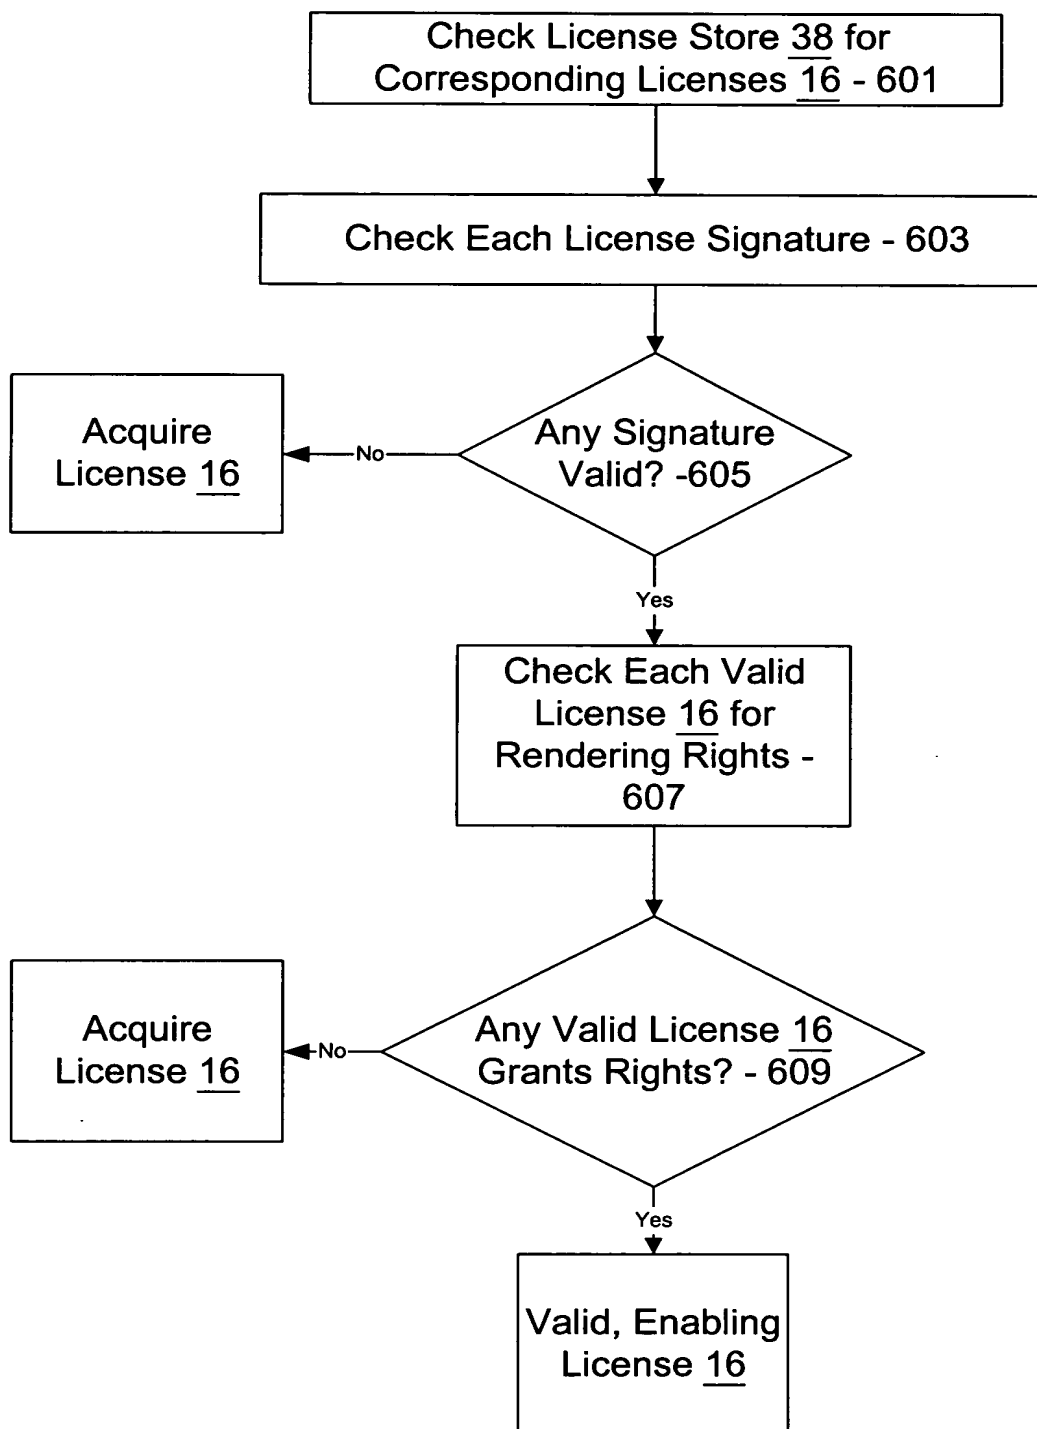 Check License Store 38 for
Corresponding Licenses 16 - 601
Check Each License Signature - 603
Any Signature
Valid? -605
No
Acquire
License 16
Yes
Check Each Valid
License 16 for
Rendering Rights -
607
Any Valid License 16
Grants Rights? - 609
No
Acquire
License 16
Yes
Valid, Enabling
License 16